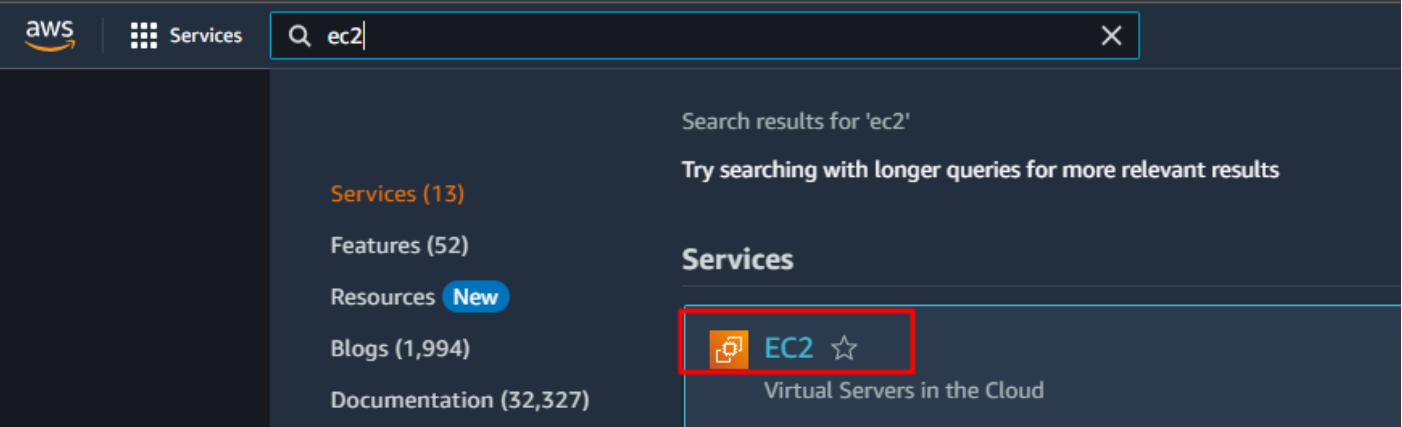 aws
Services
ec2
Search results for 'ec2'
Try searching with longer queries for more relevant results
Services (13)
Features (52)
Resources New
Blogs (1,994)
Documentation (32,327)
Services
EC2
Virtual Servers in the Cloud